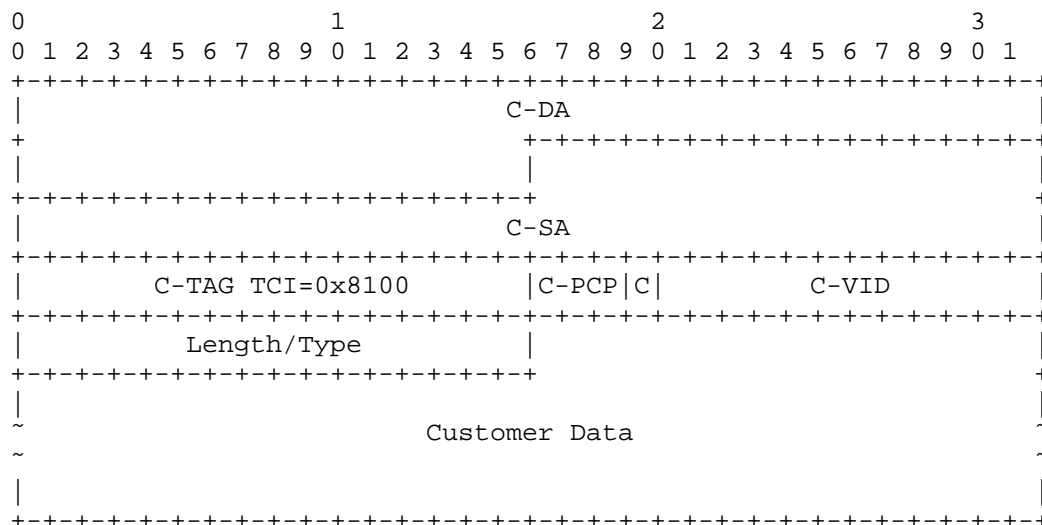 0                   1                   2                   3
0 1 2 3 4 5 6 7 8 9 0 1 2 3 4 5 6 7 8 9 0 1 2 3 4 5 6 7 8 9 0 1
+-+-+-+-+-+-+-+-+-+-+-+-+-+-+-+-+-+-+-+-+-+-+-+-+-+-+-+-+-+-+-+-+
|                              C-DA                             |
+                               +-+-+-+-+-+-+-+-+-+-+-+-+-+-+-+-+
|                               |                               |
+-+-+-+-+-+-+-+-+-+-+-+-+-+-+-+-+                               +
|                              C-SA                             |
+-+-+-+-+-+-+-+-+-+-+-+-+-+-+-+-+-+-+-+-+-+-+-+-+-+-+-+-+-+-+-+-+
|        C-TAG TCI=0x8100       |C-PCP|C|         C-VID         |
+-+-+-+-+-+-+-+-+-+-+-+-+-+-+-+-+-+-+-+-+-+-+-+-+-+-+-+-+-+-+-+-+
|          Length/Type          |                               |
+-+-+-+-+-+-+-+-+-+-+-+-+-+-+-+-+                               +
|                                                               |
~                         Customer Data                         ~
~                                                               ~
|                                                               |
+-+-+-+-+-+-+-+-+-+-+-+-+-+-+-+-+-+-+-+-+-+-+-+-+-+-+-+-+-+-+-+-+